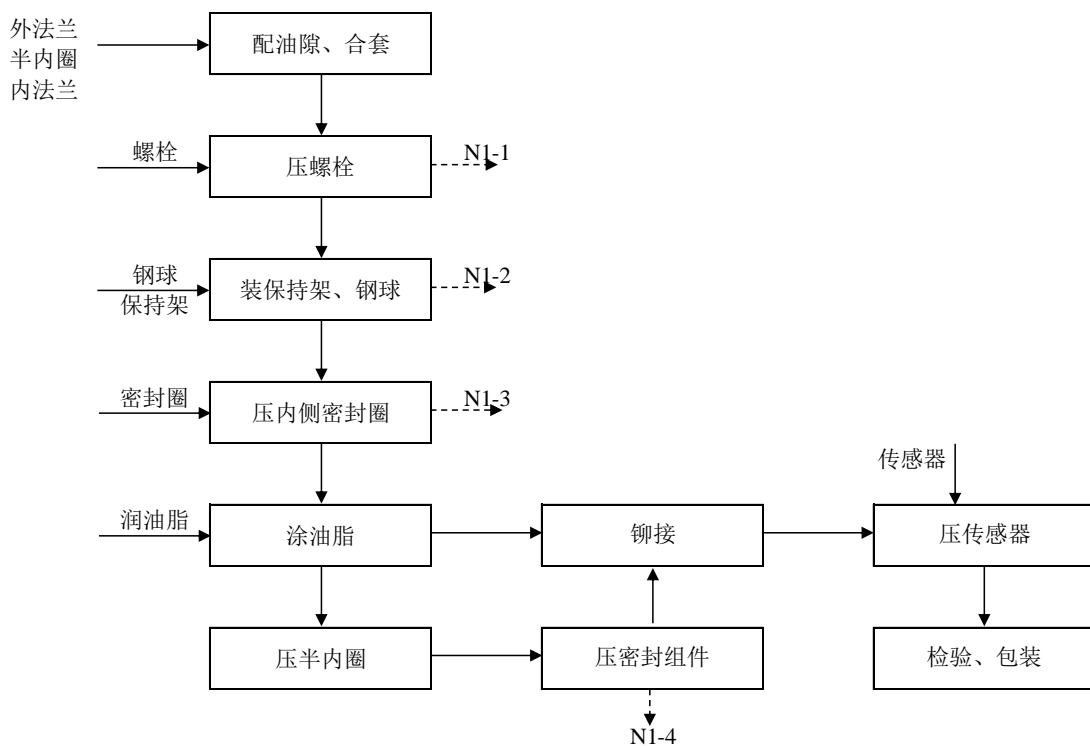 外法兰
半内圈
内法兰
配油隙、合套
螺栓
压螺栓
N1-1
钢球
保持架
装保持架、钢球
N1-2
密封圈
压内侧密封圈
N1-3
传感器
润油脂
涂油脂
铆接
压传感器
压半内圈
压密封组件
检验、包装
N1-4